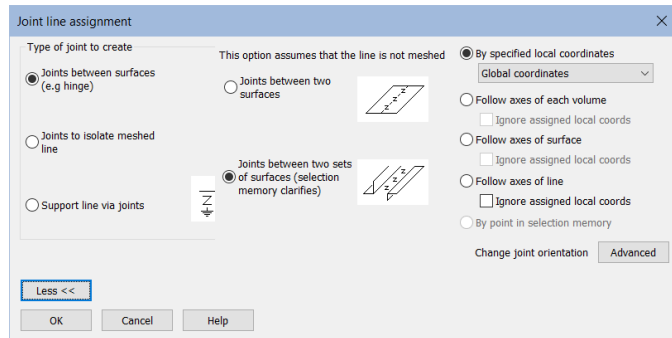 Joint line assignment
Type of joint to create
Joints between surfaces
(e.g hinge)
Joints to isolate meshed
line
Support line via joints
This option assumes that the line is not meshed
Joints between two
surfaces
Joints between two sets
of surfaces (selection
memory clarifies)
By specified local coordinates
Global coordinates
Follow axes of each volume
Ignore assigned local coords
Follow axes of surface
Ignore assigned local coords
Follow axes of line
Ignore assigned local coords
By point in selection memory
Change joint orientation Advanced
Less <<
OK Cancel Help